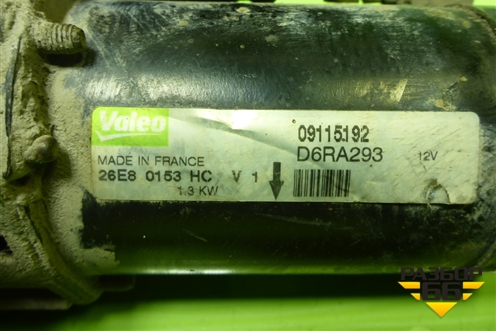 Valeo
09115192
MADE IN FRANCE
D6RA293
12V
26E8 0153 HC V 1
1.3 KW
РАЗБОР
66